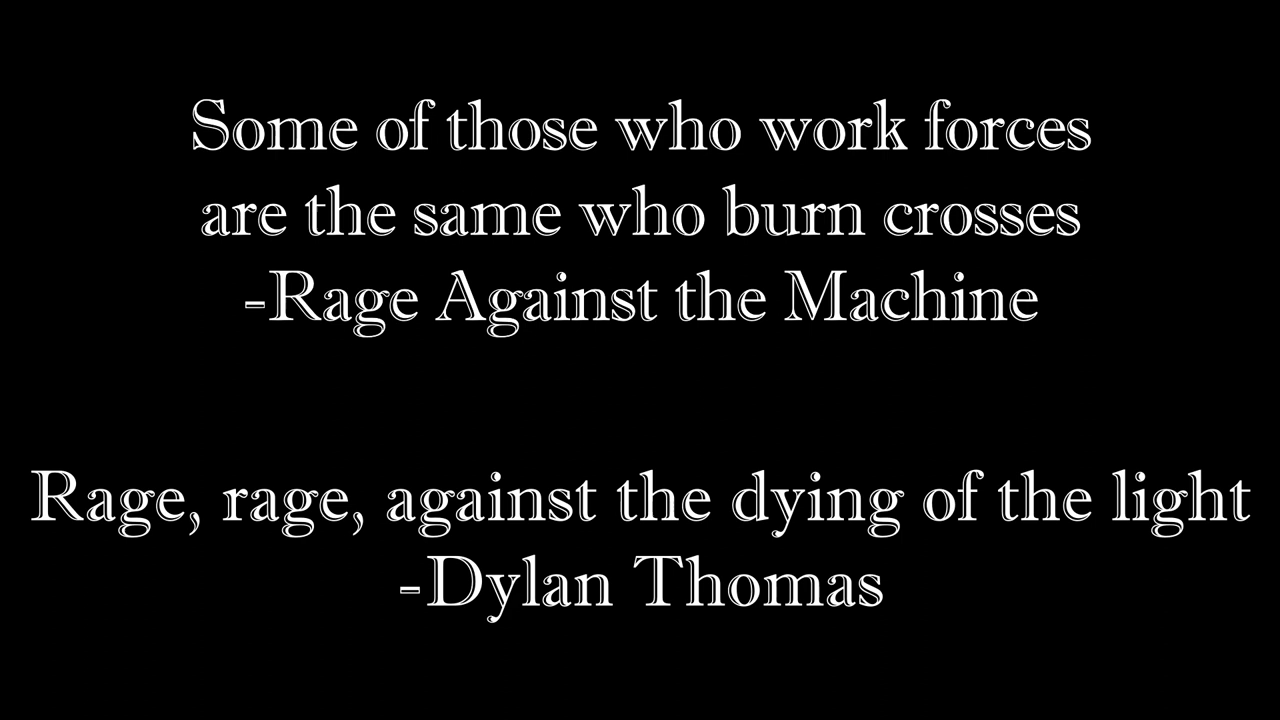 Some of those who work forces
are the same who burn crosses
-Rage Against the Machine
Rage, rage, against the dying of the light
-Dylan Thomas